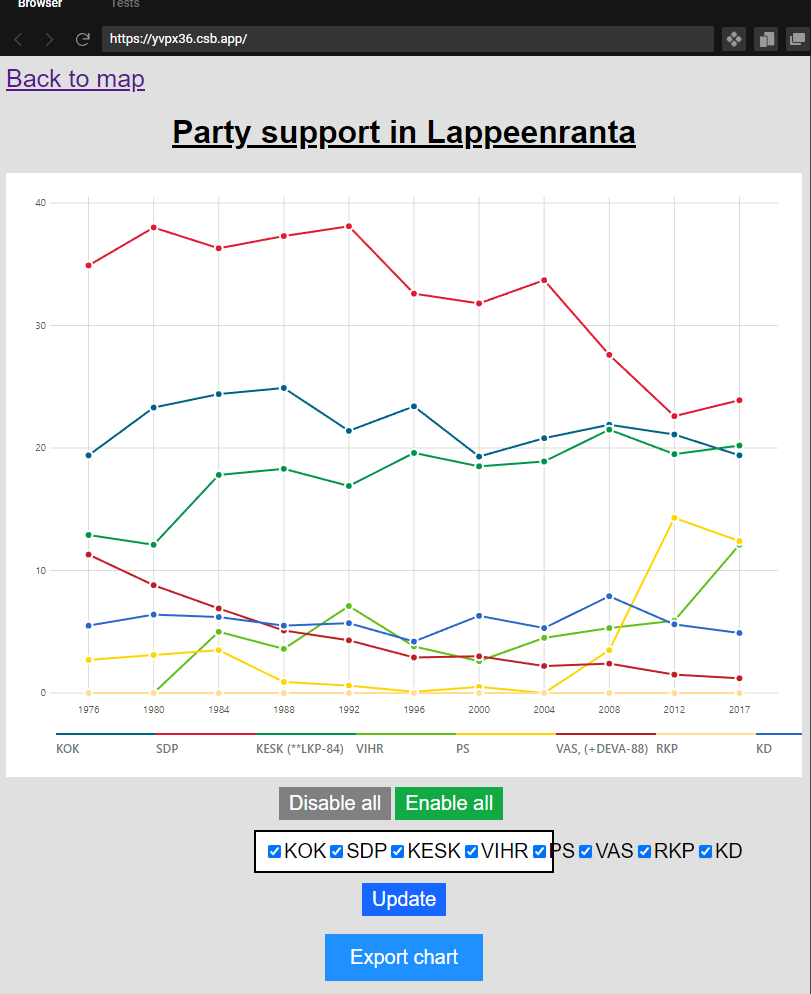 Browser Tests
https://yvpx36.csb.app/
Back to map
Party support in Lappeenranta
40
30
20
10
0
1976 1980 1984 1988 1992 1996 2000 2004 2008 2012 2017
KOK SDP KESK (**LKP-84) VIHR PS VAS, (+DEVA-88) RKP KD
Disable all Enable all
KOK SDP KESK VIHR PS VAS RKP KD
Update
Export chart